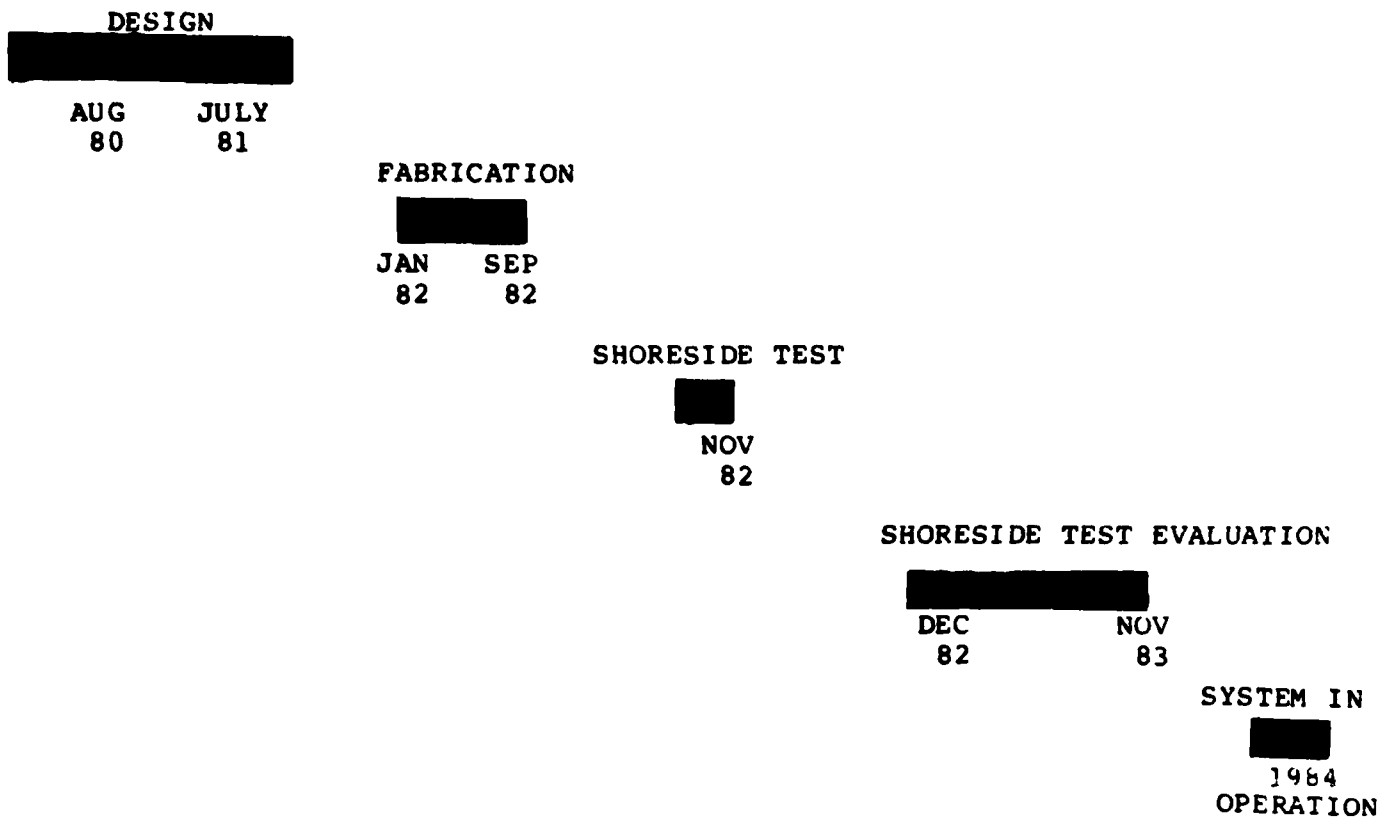 DESIGN
AUG JULY
80 81
FABRICATION
JAN SEP
82 82
SHORESIDE TEST
NOV
82
SHORESIDE TEST EVALUATION
DEC NOV
82 83
SYSTEM IN
1984
OPERATION